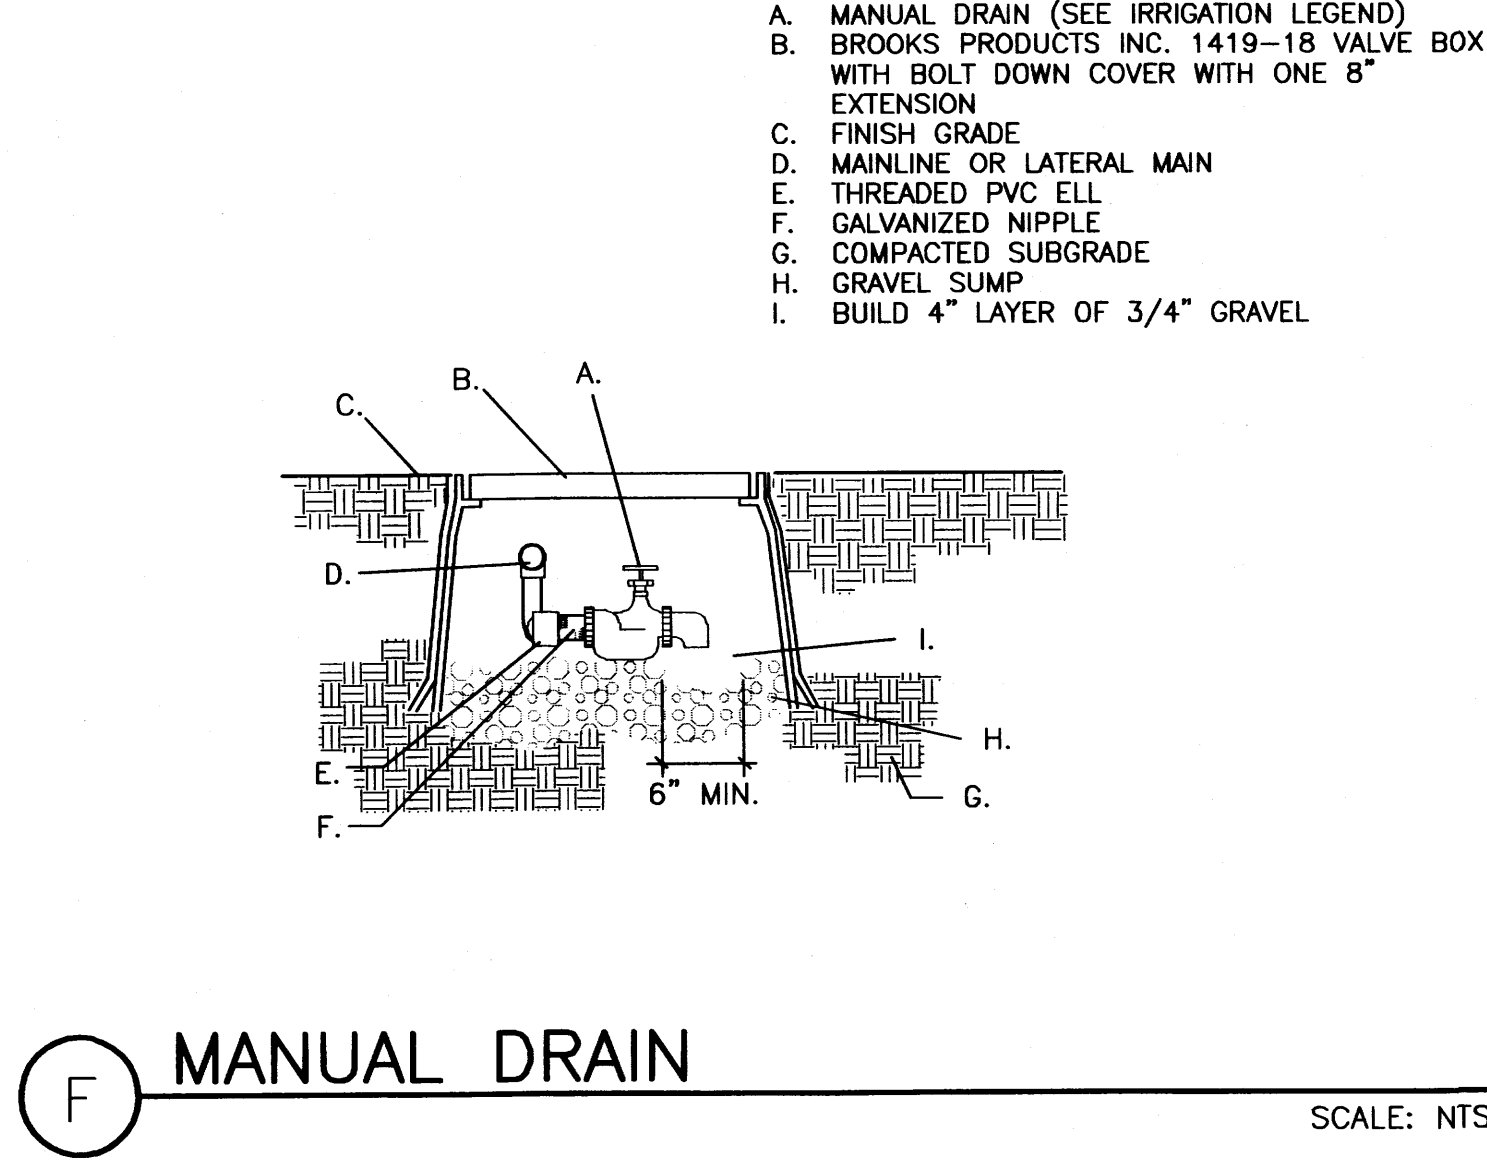 A. MANUAL DRAIN (SEE IRRIGATION LEGEND)
B. BROOKS PRODUCTS INC. 1419-18 VALVE BOX
WITH BOLT DOWN COVER WITH ONE 8"
EXTENSION
C. FINISH GRADE
D. MAINLINE OR LATERAL MAIN
E. THREADED PVC ELL
F. GALVANIZED NIPPLE
G. COMPACTED SUBGRADE
H. GRAVEL SUMP
I. BUILD 4" LAYER OF 3/4" GRAVEL
A.
B.
C.
D.
I.
H.
E.
6" MIN.
G.
F.
F
MANUAL DRAIN
SCALE: NTS